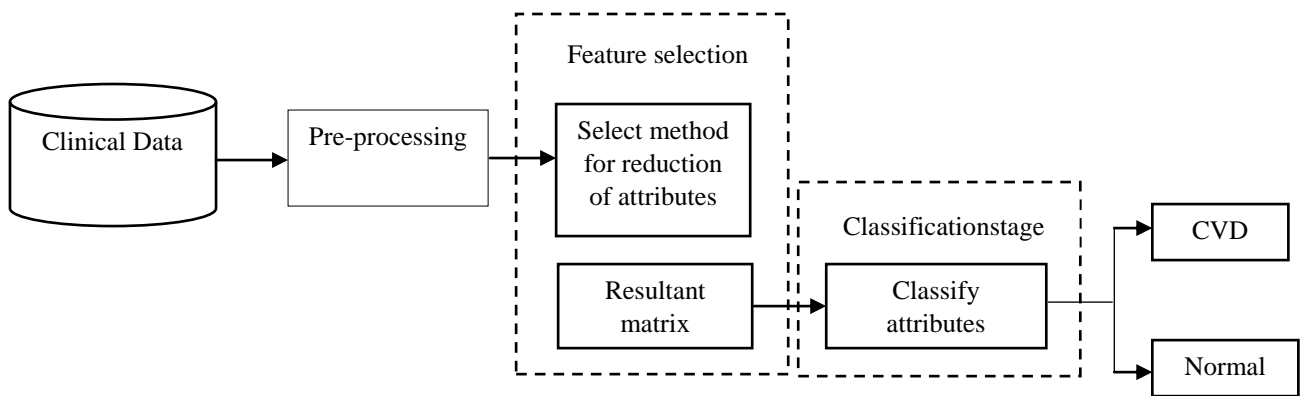 Clinical Data
Pre-processing
Feature selection
Select method
for reduction
of attributes
Resultant
matrix
Classificationstage
Classify
attributes
CVD
Normal